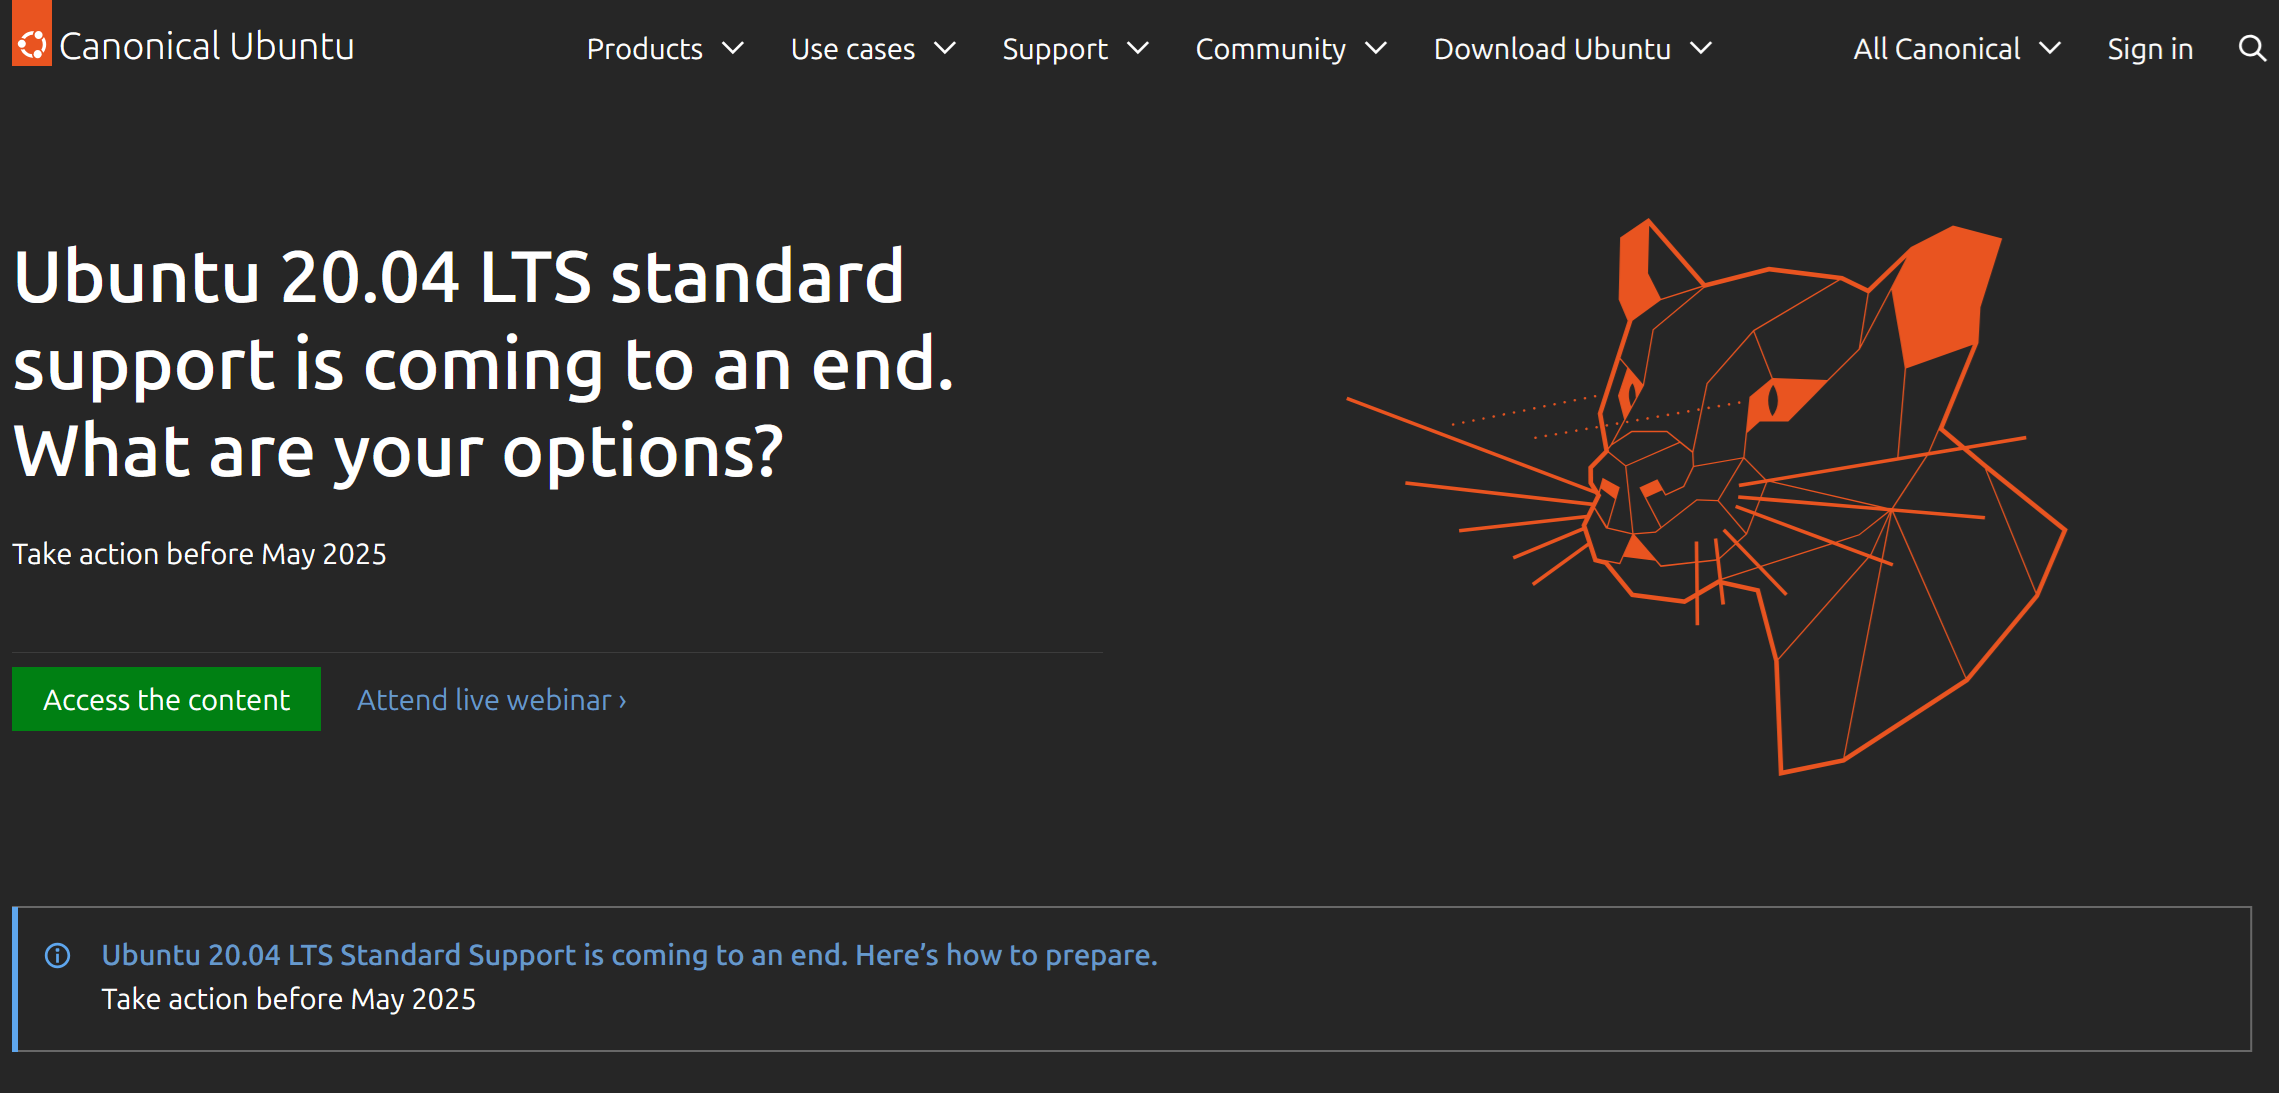 Canonical Ubuntu Products Use cases Support Community Download Ubuntu All Canonical Sign in
Ubuntu 20.04 LTS standard
support is coming to an end.
What are your options?
Take action before May 2025
Access the content Attend live webinar ›
Ubuntu 20.04 LTS Standard Support is coming to an end. Here’s how to prepare.
Take action before May 2025